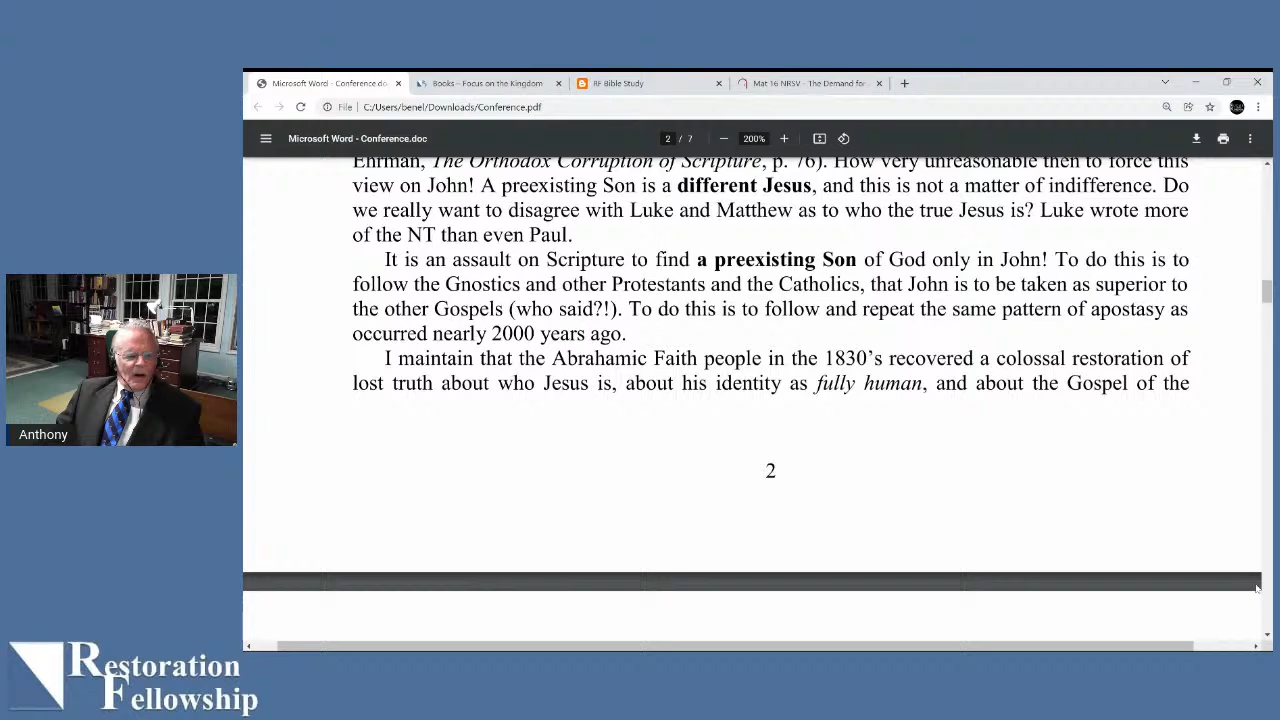 Microsoft Word - Conference.doc
Books – Focus on the Kingdom
RF Bible Study
Mat 16 NRSV - The Demand for
File | C:/Users/benel/Downloads/Conference.pdf
Microsoft Word - Conference.doc
2 / 7
200%
Ehrman, The Orthodox Corruption of Scripture, p. 76). How very unreasonable then to force this
view on John! A preexisting Son is a different Jesus, and this is not a matter of indifference. Do
we really want to disagree with Luke and Matthew as to who the true Jesus is? Luke wrote more
of the NT than even Paul.
It is an assault on Scripture to find a preexisting Son of God only in John! To do this is to
follow the Gnostics and other Protestants and the Catholics, that John is to be taken as superior to
the other Gospels (who said?!). To do this is to follow and repeat the same pattern of apostasy as
occurred nearly 2000 years ago.
I maintain that the Abrahamic Faith people in the 1830's recovered a colossal restoration of
lost truth about who Jesus is, about his identity as fully human, and about the Gospel of the
2
Anthony
Restoration
Fellowship